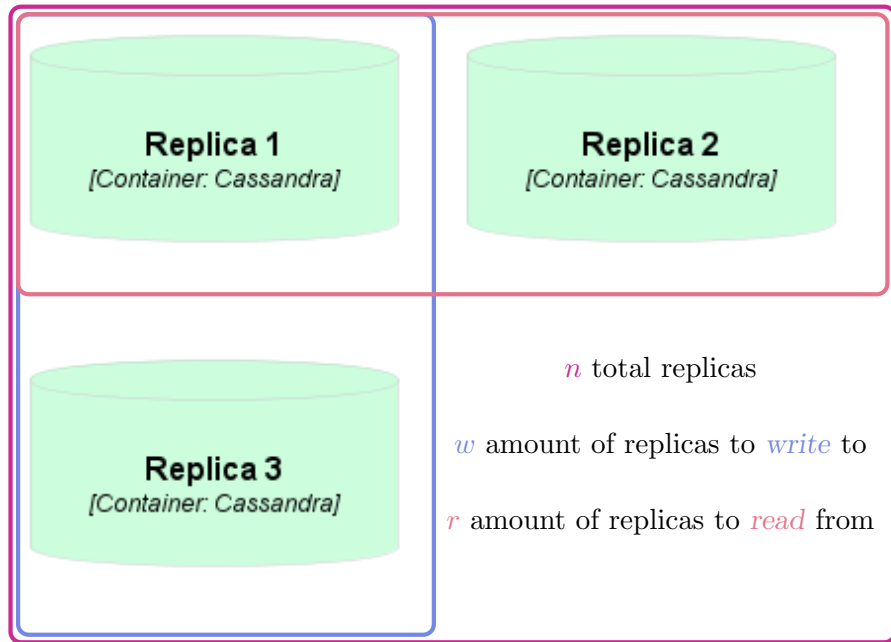 Replica 1
[Container: Cassandra]
Replica 2
[Container: Cassandra]
Replica 3
[Container: Cassandra]
n total replicas
w amount of replicas to write to
r amount of replicas to read from